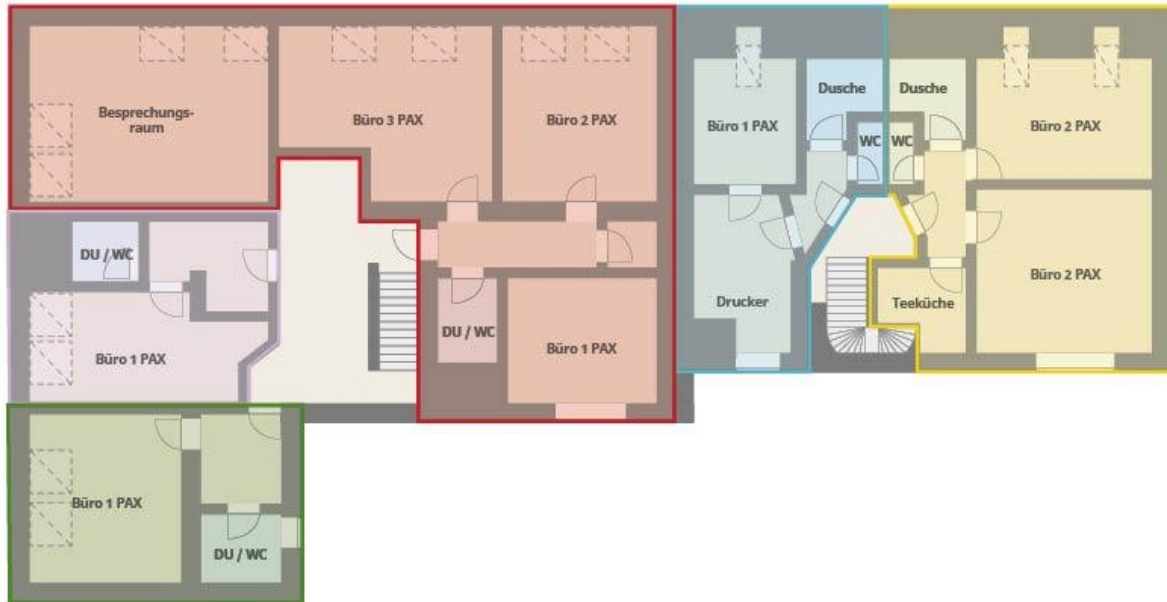 Besprechungs-
raum
Büro 3 PAX
Büro 2 PAX
DU / WC
Büro 1 PAX
DU / WC
Büro 1 PAX
Büro 1 PAX
DU / WC
Büro 1 PAX
Dusche
WC
Drucker
Dusche
WC
Büro 2 PAX
Büro 2 PAX
Teeküche